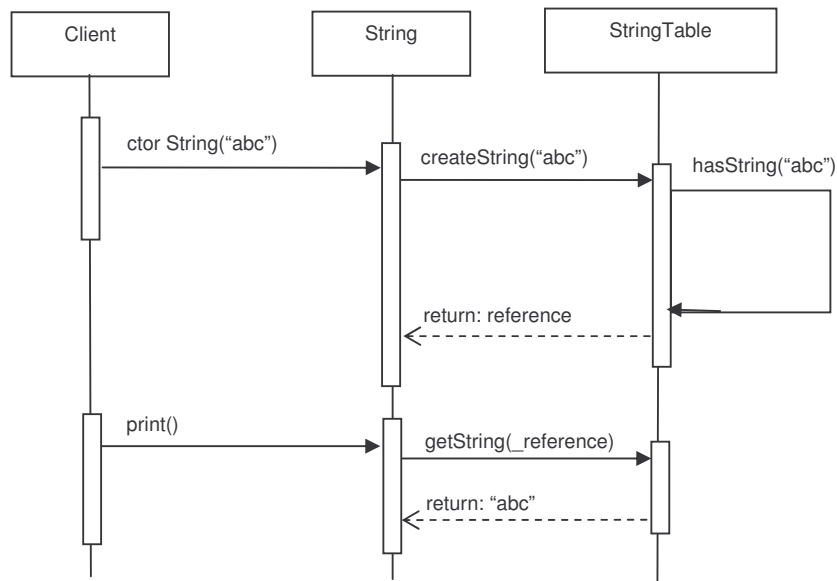 Client
String
StringTable
ctor String(“abc”)
createString(“abc”)
hasString(“abc”)
return: reference
print()
getString(_reference)
return: “abc”